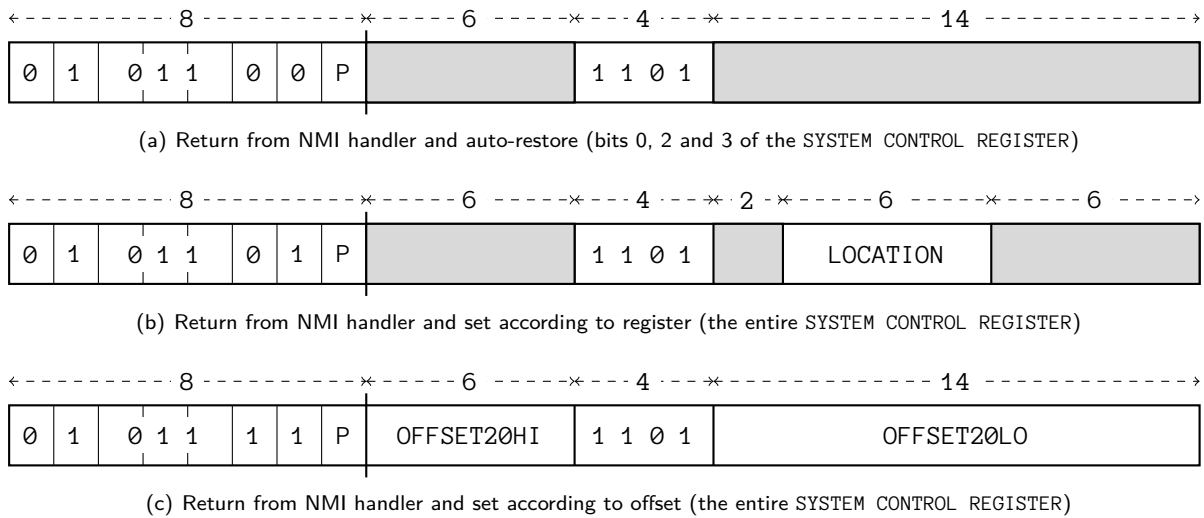 8 6 4 14
0 1 0 1 1 0 0 P 1 1 0 1
(a) Return from NMI handler and auto-restore (bits 0, 2 and 3 of the SYSTEM CONTROL REGISTER)
8 6 4 2 6 6
0 1 0 1 1 0 1 P 1 1 0 1 LOCATION
(b) Return from NMI handler and set according to register (the entire SYSTEM CONTROL REGISTER)
8 6 4 14
0 1 0 1 1 1 1 P OFFSET20HI 1 1 0 1 OFFSET20LO
(c) Return from NMI handler and set according to offset (the entire SYSTEM CONTROL REGISTER)